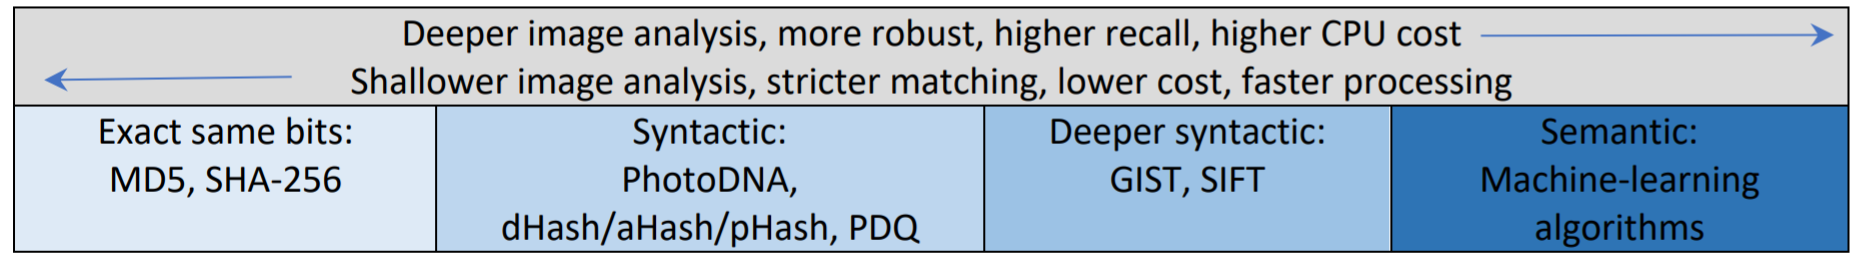 Deeper image analysis, more robust, higher recall, higher CPU cost
Shallower image analysis, stricter matching, lower cost, faster processing
Exact same bits:
MD5, SHA-256
Syntactic:
PhotoDNA,
dHash/aHash/pHash, PDQ
Deeper syntactic:
GIST, SIFT
Semantic:
Machine-learning
algorithms